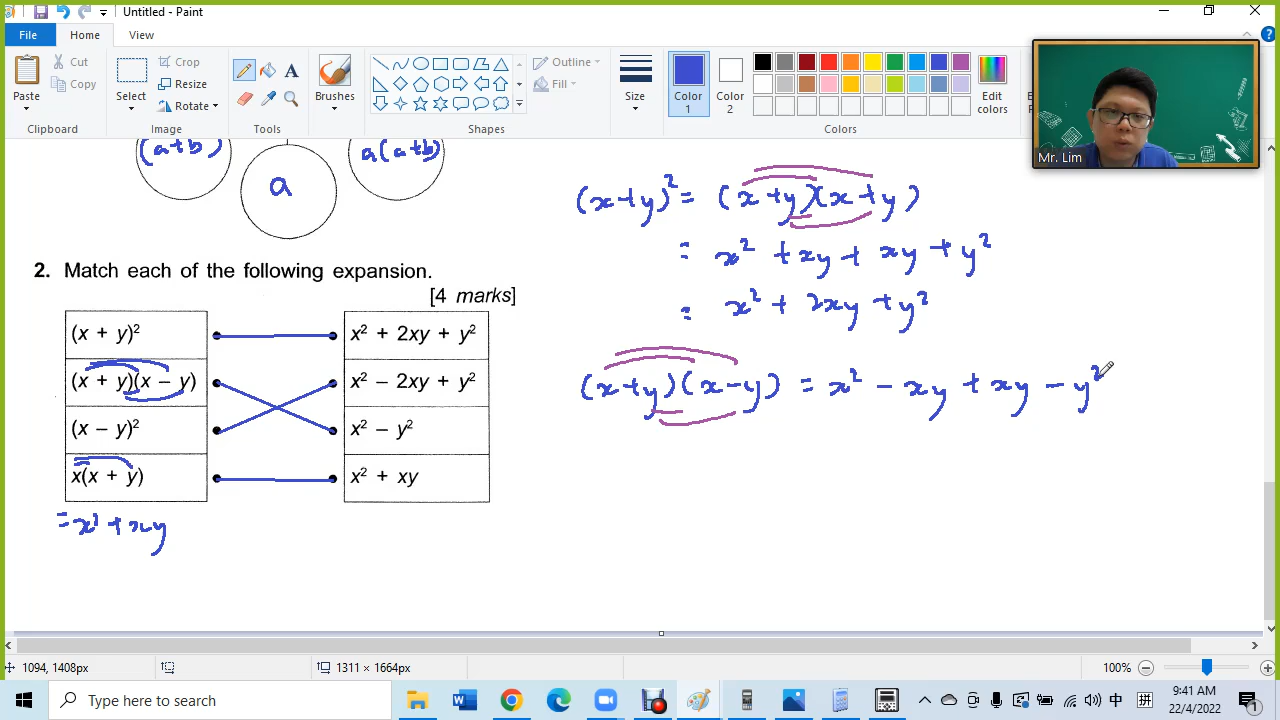 Untitled - Paint
File Home View
Paste
Cut
Copy
Clipboard
Select
Crop
Resize
Rotate
Image
Tools
Brushes
Shapes
Outline
Fill
Size
Color 1
Color 2
Colors
Edit colors
Mr. Lim
(a+b)
a
a(a+b)
2. Match each of the following expansion.
[4 marks]
(x + y)² x² + 2xy + y²
(x + y)(x – y) x² – 2xy + y²
(x – y)² x² – y²
x(x + y) x² + xy
= x² + xy
(x+y)² = (x+y)(x+y)
= x² + xy + xy + y²
= x² + 2xy + y²
(x+y)(x-y) = x² - xy + xy - y²
1094, 1408px
1311 × 1664px
100%
Type here to search
中
拼
9:41 AM
22/4/2022
1